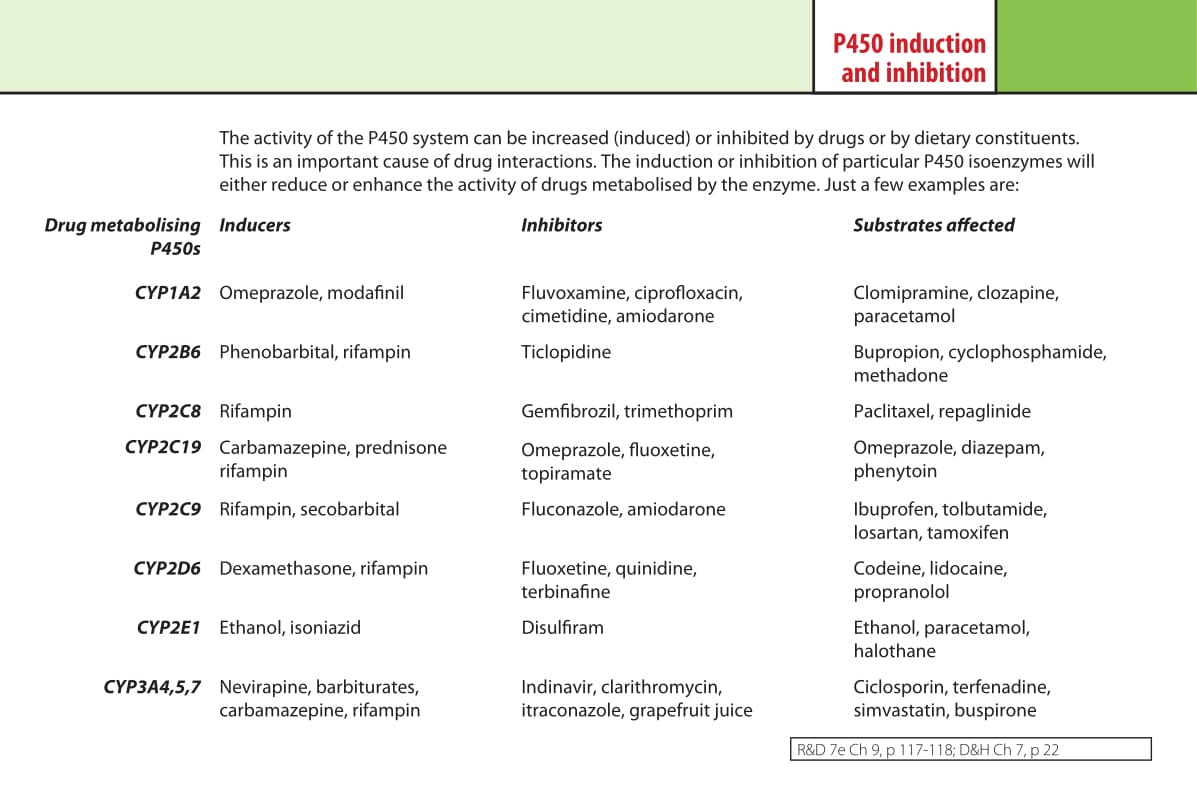 P450 induction
and inhibition
The activity of the P450 system can be increased (induced) or inhibited by drugs or by dietary constituents.
This is an important cause of drug interactions. The induction or inhibition of particular P450 isoenzymes will
either reduce or enhance the activity of drugs metabolised by the enzyme. Just a few examples are:
Drug metabolising Inducers Inhibitors Substrates affected
P450s
CYP1A2 Omeprazole, modafinil Fluvoxamine, ciprofloxacin, Clomipramine, clozapine,
cimetidine, amiodarone paracetamol
CYP2B6 Phenobarbital, rifampin Ticlopidine Bupropion, cyclophosphamide,
methadone
CYP2C8 Rifampin Gemfibrozil, trimethoprim Paclitaxel, repaglinide
CYP2C19 Carbamazepine, prednisone Omeprazole, fluoxetine, Omeprazole, diazepam,
rifampin topiramate phenytoin
CYP2C9 Rifampin, secobarbital Fluconazole, amiodarone Ibuprofen, tolbutamide,
losartan, tamoxifen
CYP2D6 Dexamethasone, rifampin Fluoxetine, quinidine, Codeine, lidocaine,
terbinafine propranolol
CYP2E1 Ethanol, isoniazid Disulfiram Ethanol, paracetamol,
halothane
CYP3A4,5,7 Nevirapine, barbiturates, Indinavir, clarithromycin, Ciclosporin, terfenadine,
carbamazepine, rifampin itraconazole, grapefruit juice simvastatin, buspirone
R&D 7e Ch 9, p 117-118; D&H Ch 7, p 22